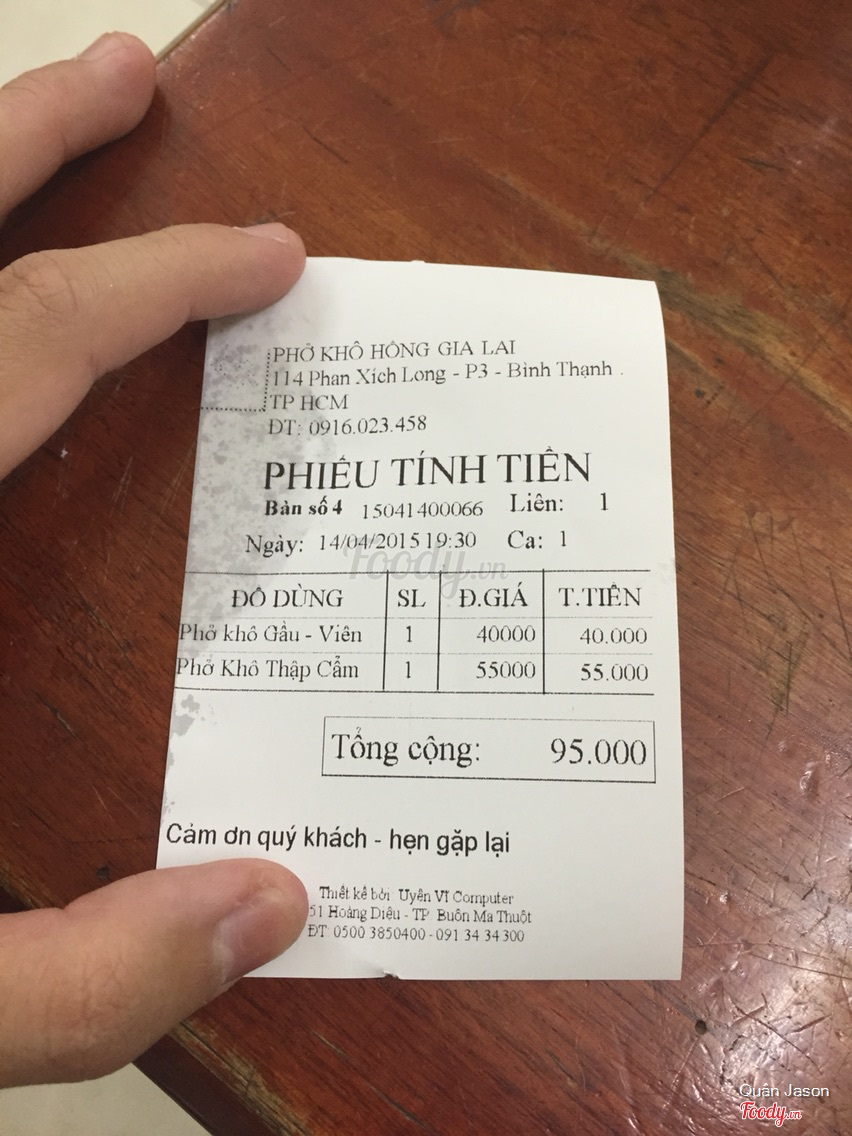 PHỞ KHÔ HỒNG GIA LAI
114 Phan Xích Long - P3 - Bình Thạnh .
TP HCM
ĐT: 0916.023.458
PHIẾU TÍNH TIỀN
Bàn số 4 15041400066 Liên: 1
Ngày: 14/04/2015 19:30 Ca: 1
Foody.vn
ĐỒ DÙNG SL Đ.GIÁ T.TIỀN
Phở khô Gầu - Viên 1 40000 40.000
Phở Khô Thập Cẩm 1 55000 55.000
Tổng cộng: 95.000
Cảm ơn quý khách - hẹn gặp lại
Thiết kế bởi: Uyên Vĩ Computer
51 Hoàng Diệu - TP. Buôn Ma Thuột
ĐT: 0500 3850400 - 091 34 34 300
Quân Jason
Foody.vn